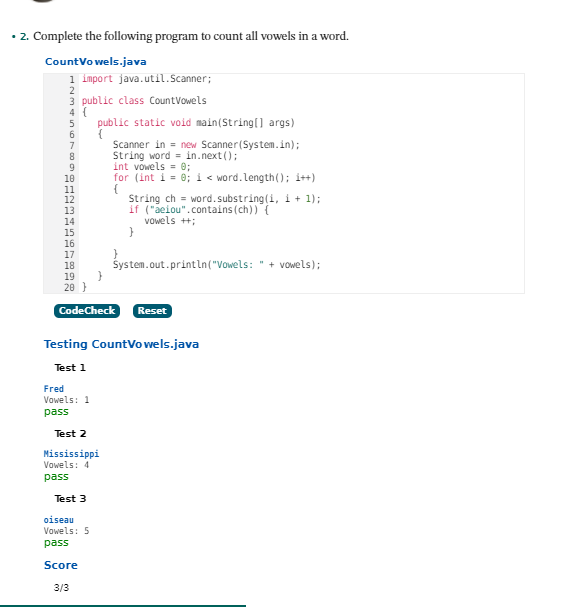 • 2. Complete the following program to count all vowels in a word.
CountVowels.java
1 import java.util.Scanner;
2
3 public class CountVowels
4 {
5    public static void main(String[] args)
6    {
7       Scanner in = new Scanner(System.in);
8       String word = in.next();
9       int vowels = 0;
10       for (int i = 0; i < word.length(); i++)
11       {
12          String ch = word.substring(i, i + 1);
13          if ("aeiou".contains(ch)) {
14             vowels ++;
15          }
16
17       }
18       System.out.println("Vowels: " + vowels);
19    }
20 }
CodeCheck Reset
Testing CountVowels.java
Test 1
Fred
Vowels: 1
pass
Test 2
Mississippi
Vowels: 4
pass
Test 3
oiseau
Vowels: 5
pass
Score
3/3